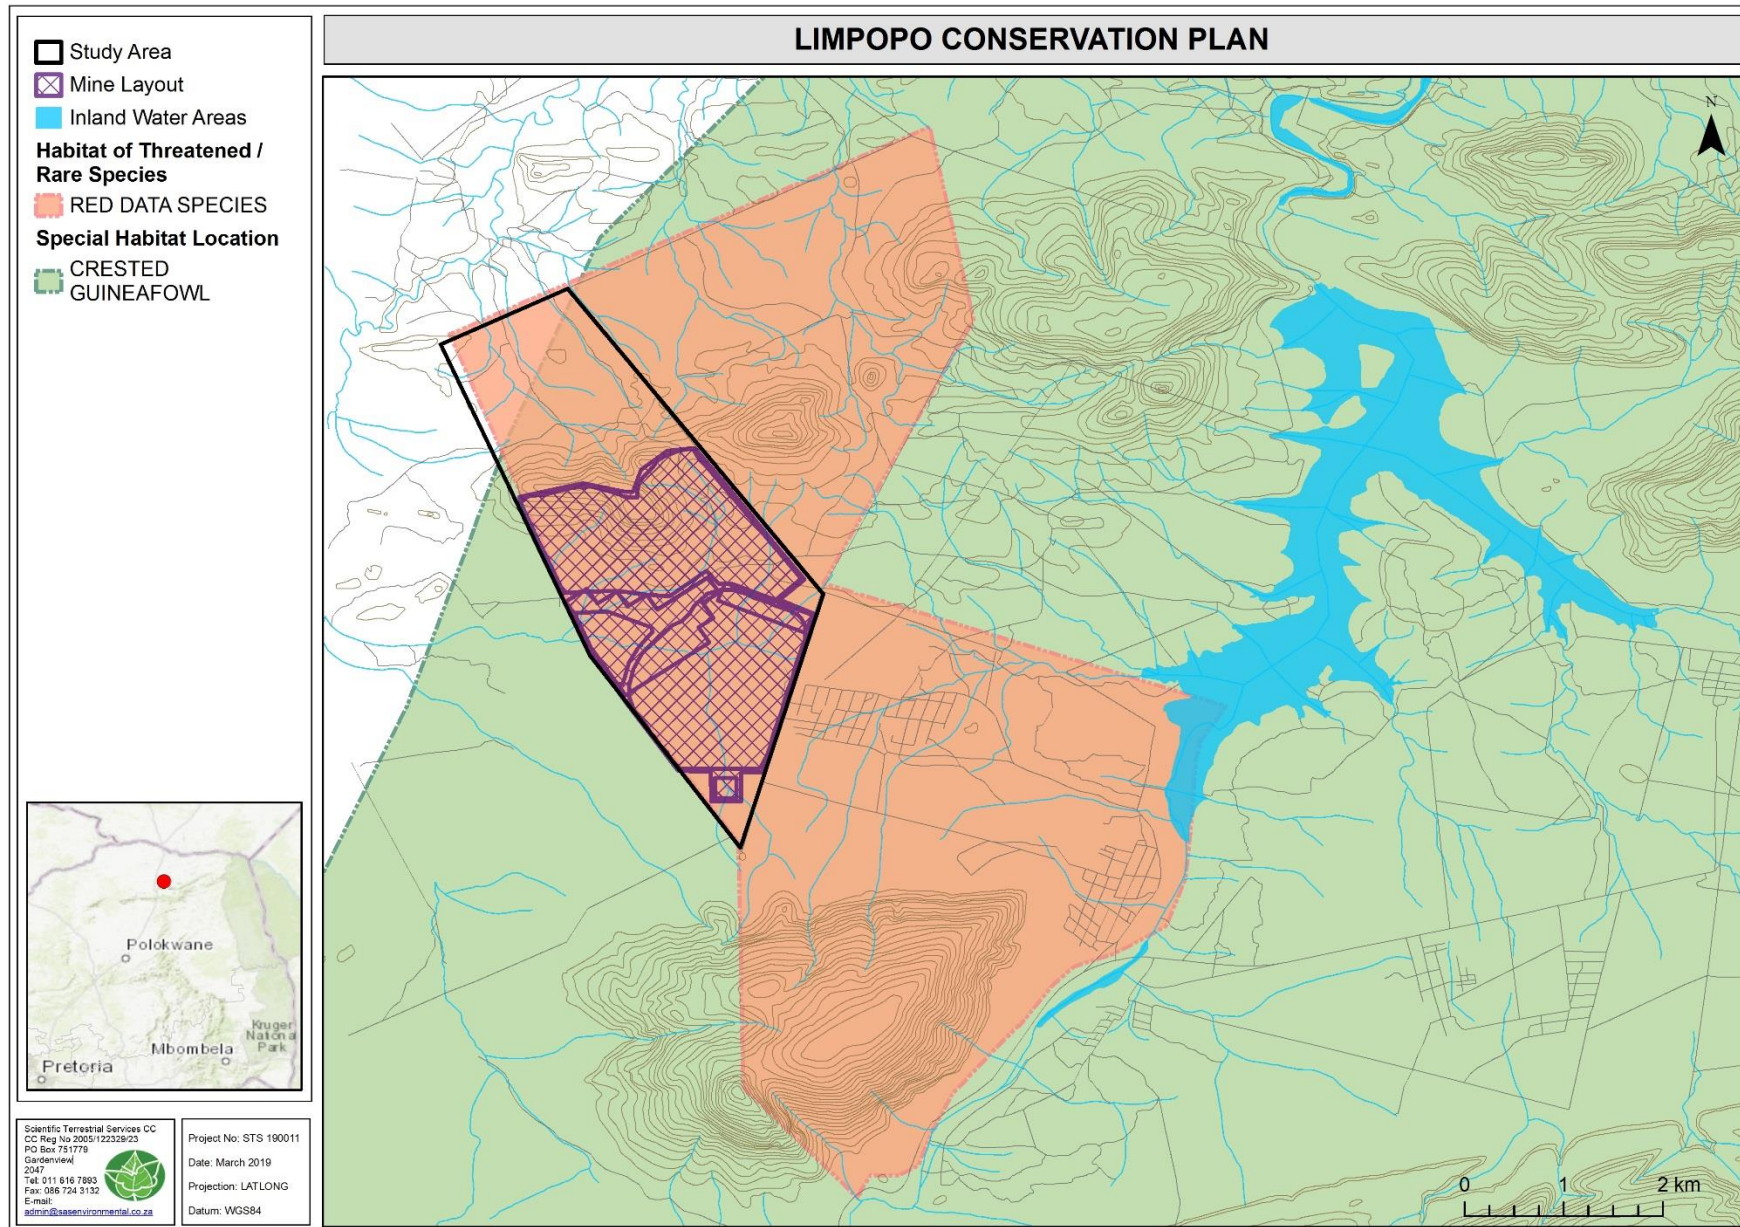 LIMPOPO CONSERVATION PLAN
Study Area
Mine Layout
Inland Water Areas
Habitat of Threatened /
Rare Species
RED DATA SPECIES
Special Habitat Location
CRESTED
GUINEAFOWL
N
Polokwane
Kruger
National
Park
Mbombela
Pretoria
0 1 2 km
Scientific Terrestrial Services CC
CC Reg No 2005/122329/23
PO Box 751779
Gardenview
2047
Tel: 011 616 7893
Fax: 086 724 3132
E-mail:
admin@sasenvironmental.co.za
Project No: STS 190011
Date: March 2019
Projection: LATLONG
Datum: WGS84